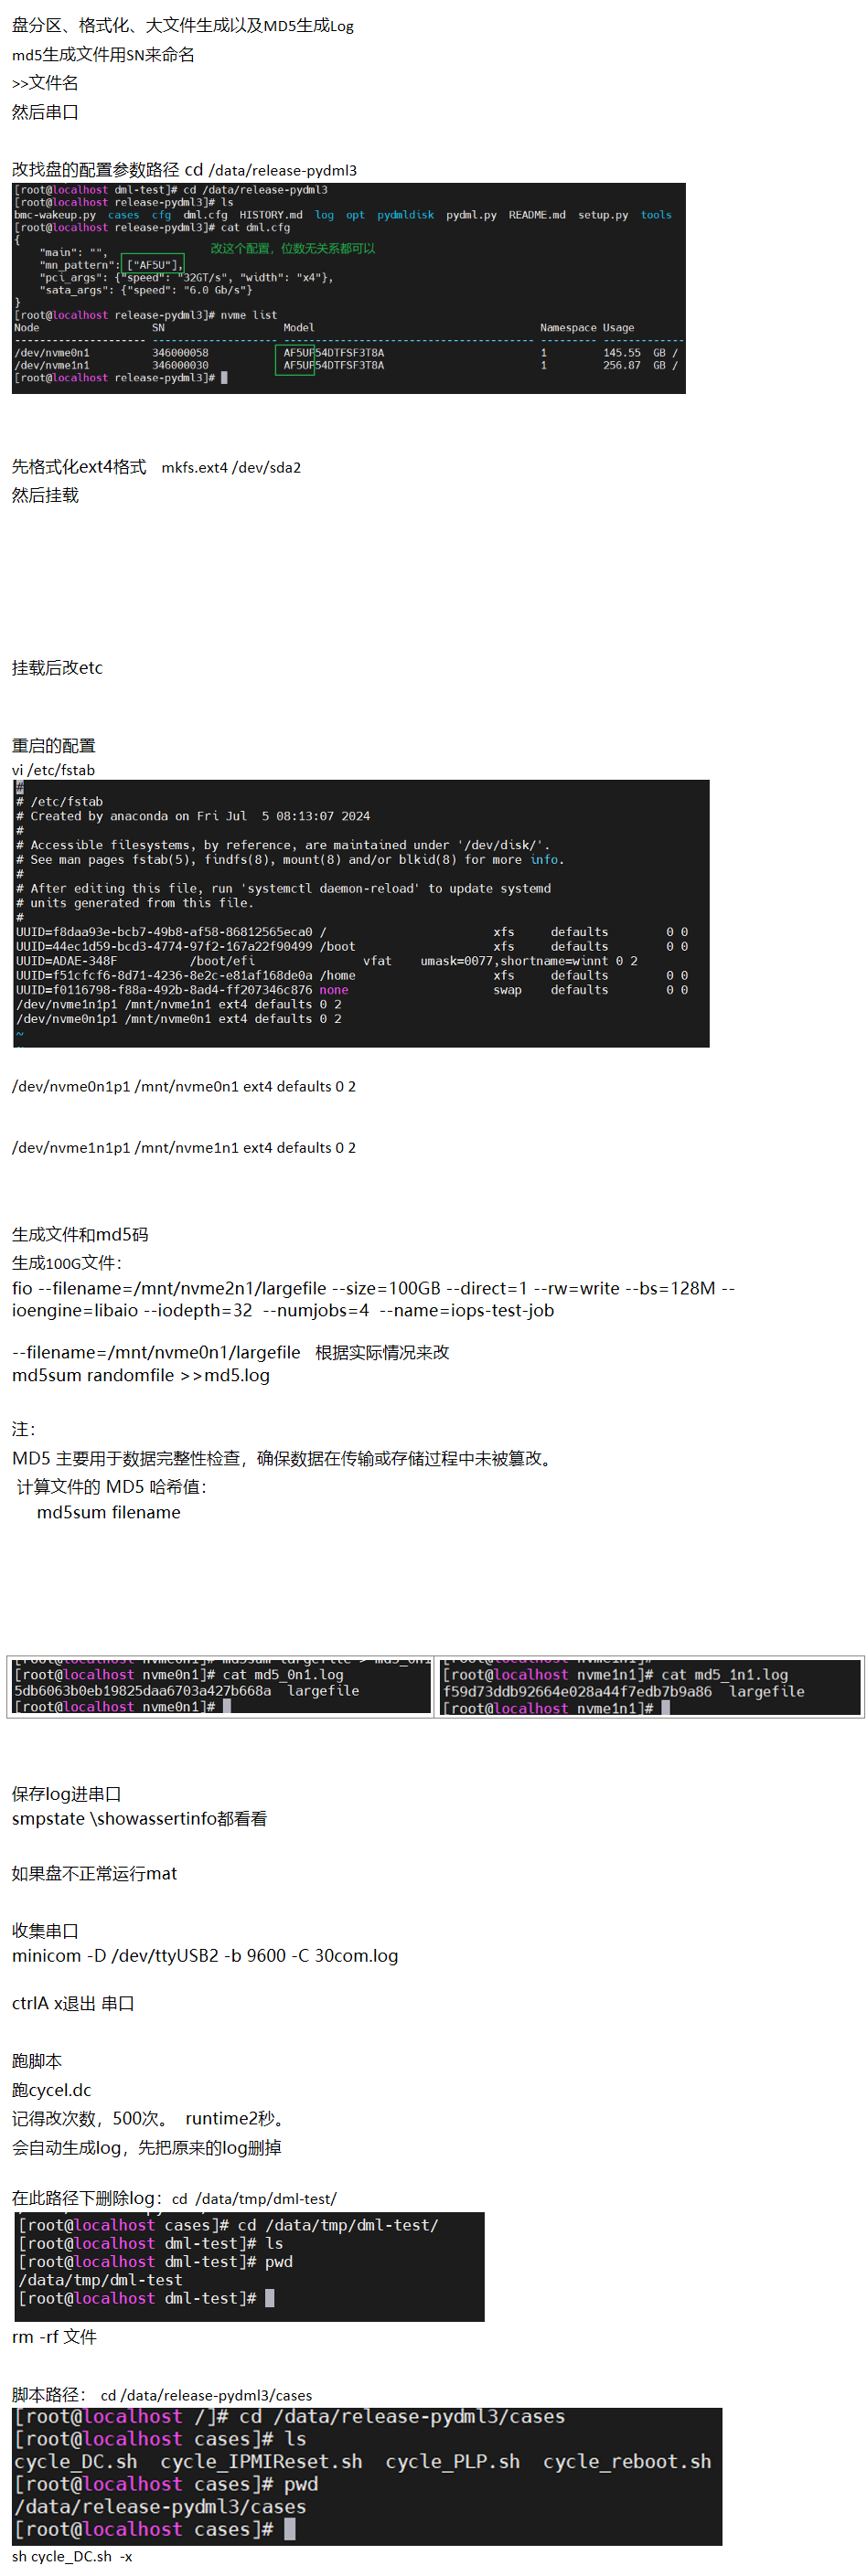 盘分区、格式化、大文件生成以及MD5生成Log
md5生成文件用SN来命名
>>文件名
然后串口
改找盘的配置参数路径 cd /data/release-pydml3
[root@localhost dml-test]# cd /data/release-pydml3
[root@localhost release-pydml3]# ls
bmc-wakeup.py cases cfg dml.cfg HISTORY.md log opt pydmldisk pydml.py README.md setup.py tools
[root@localhost release-pydml3]# cat dml.cfg
{
"main": "",
改这个配置，位数无关系都可以
"mn_pattern": ["AF5U"],
"pci_args": {"speed": "32GT/s", "width": "x4"},
"sata_args": {"speed": "6.0 Gb/s"}
}
[root@localhost release-pydml3]# nvme list
Node SN Model Namespace Usage
--------------------- -------------------- ---------------------------------------- --------- -------------
/dev/nvme0n1 346000058 AF5UP54DTFSF3T8A 1 145.55 GB /
/dev/nvme1n1 346000030 AF5UP54DTFSF3T8A 1 256.87 GB /
[root@localhost release-pydml3]#
先格式化ext4格式 mkfs.ext4 /dev/sda2
然后挂载
挂载后改etc
重启的配置
vi /etc/fstab
#
# /etc/fstab
# Created by anaconda on Fri Jul 5 08:13:07 2024
#
# Accessible filesystems, by reference, are maintained under '/dev/disk/'.
# See man pages fstab(5), findfs(8), mount(8) and/or blkid(8) for more info.
#
# After editing this file, run 'systemctl daemon-reload' to update systemd
# units generated from this file.
#
UUID=f8daa93e-bcb7-49b8-af58-86812565eca0 / xfs defaults 0 0
UUID=44ec1d59-bcd3-4774-97f2-167a22f90499 /boot xfs defaults 0 0
UUID=ADAE-348F /boot/efi vfat umask=0077,shortname=winnt 0 2
UUID=f51cfcf6-8d71-4236-8e2c-e81af168de0a /home xfs defaults 0 0
UUID=f0116798-f88a-492b-8ad4-ff207346c876 none swap defaults 0 0
/dev/nvme1n1p1 /mnt/nvme1n1 ext4 defaults 0 2
/dev/nvme0n1p1 /mnt/nvme0n1 ext4 defaults 0 2
~
/dev/nvme0n1p1 /mnt/nvme0n1 ext4 defaults 0 2
/dev/nvme1n1p1 /mnt/nvme1n1 ext4 defaults 0 2
生成文件和md5码
生成100G文件：
fio --filename=/mnt/nvme2n1/largefile --size=100GB --direct=1 --rw=write --bs=128M --
ioengine=libaio --iodepth=32 --numjobs=4 --name=iops-test-job
--filename=/mnt/nvme0n1/largefile 根据实际情况来改
md5sum randomfile >>md5.log
注：
MD5 主要用于数据完整性检查，确保数据在传输或存储过程中未被篡改。
计算文件的 MD5 哈希值：
md5sum filename
[root@localhost nvme0n1]# cat md5_0n1.log
5db6063b0eb19825daa6703a427b668a largefile
[root@localhost nvme0n1]#
[root@localhost nvme1n1]# cat md5_1n1.log
f59d73ddb92664e028a44f7edb7b9a86 largefile
[root@localhost nvme1n1]#
保存log进串口
smpstate \showassertinfo都看看
如果盘不正常运行mat
收集串口
minicom -D /dev/ttyUSB2 -b 9600 -C 30com.log
ctrlA x退出 串口
跑脚本
跑cycel.dc
记得改次数，500次。 runtime2秒。
会自动生成log，先把原来的log删掉
在此路径下删除log：cd /data/tmp/dml-test/
[root@localhost cases]# cd /data/tmp/dml-test/
[root@localhost dml-test]# ls
[root@localhost dml-test]# pwd
/data/tmp/dml-test
[root@localhost dml-test]#
rm -rf 文件
脚本路径： cd /data/release-pydml3/cases
[root@localhost /]# cd /data/release-pydml3/cases
[root@localhost cases]# ls
cycle_DC.sh cycle_IPMIReset.sh cycle_PLP.sh cycle_reboot.sh
[root@localhost cases]# pwd
/data/release-pydml3/cases
[root@localhost cases]#
sh cycle_DC.sh -x